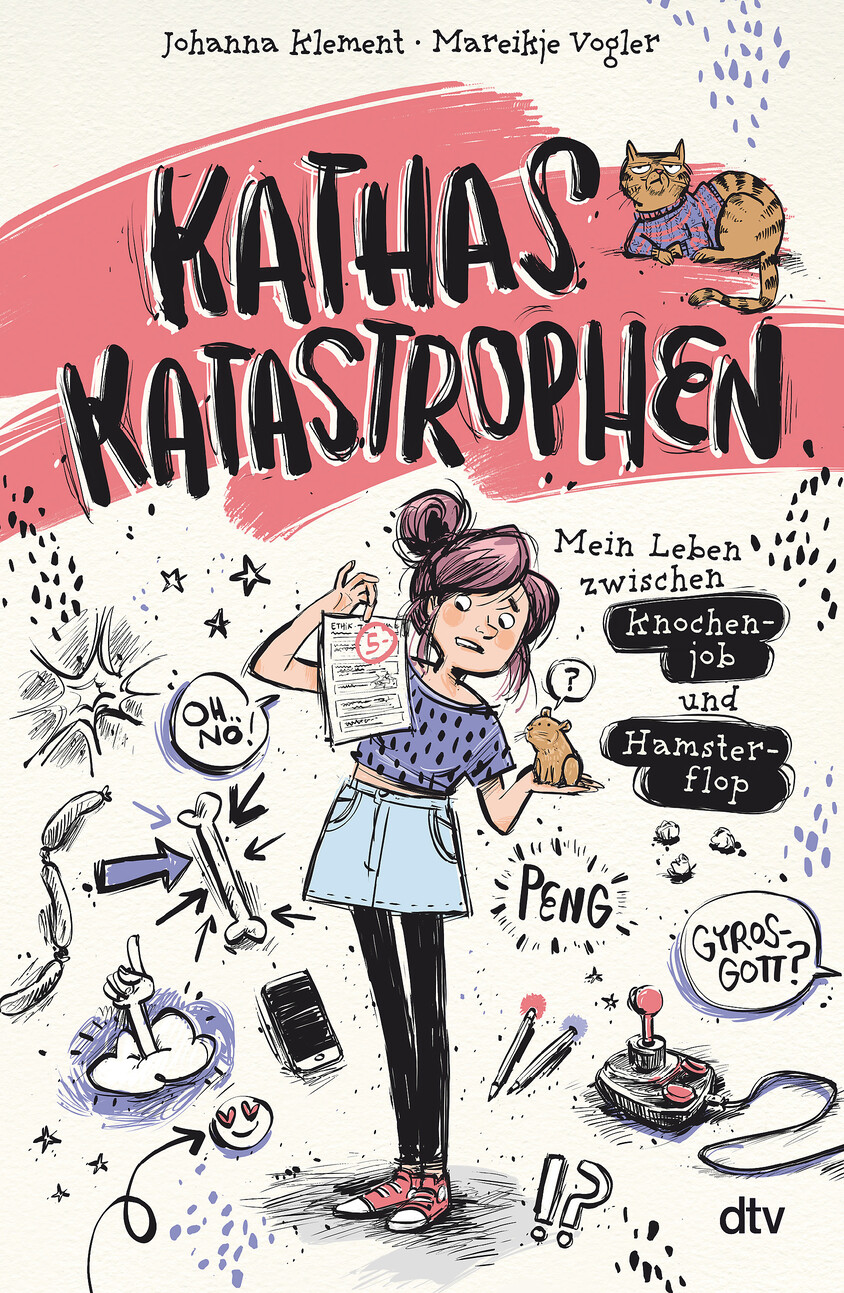 Johanna Klement · Mareikje Vogler
KATHAS
KATASTROPHEN
Mein Leben
zwischen
Knochen-
job
und
Hamster-
flop
5-
?
OH..
NO!
PENG
GYROS-
GOTT?
!?
dtv